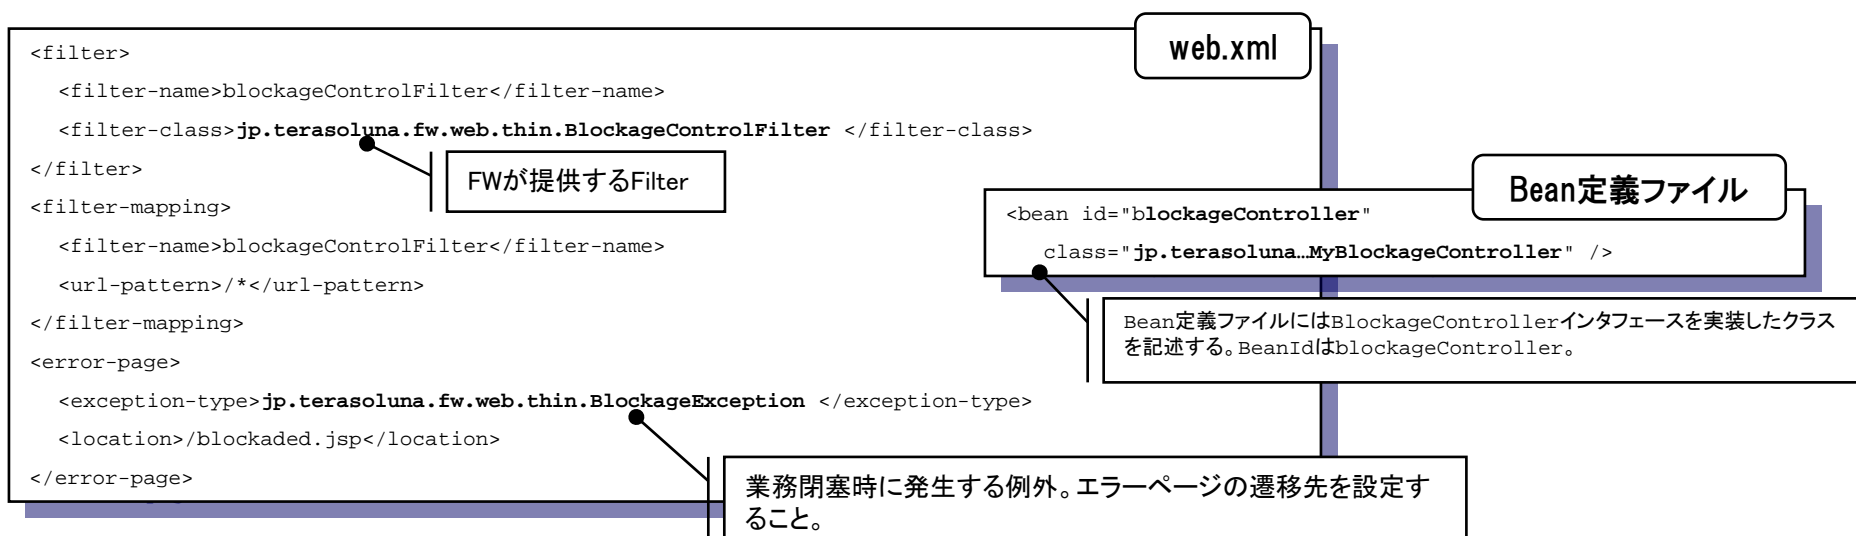 web.xml
<filter>
<filter-name>blockageControlFilter</filter-name>
<filter-class>jp.terasoluna.fw.web.thin.BlockageControlFilter </filter-class>
</filter>
FWが提供するFilter
<filter-mapping>
<filter-name>blockageControlFilter</filter-name>
<url-pattern>/*</url-pattern>
</filter-mapping>
<error-page>
<exception-type>jp.terasoluna.fw.web.thin.BlockageException </exception-type>
<location>/blockaded.jsp</location>
</error-page>
業務閉塞時に発生する例外。エラーページの遷移先を設定す
ること。
Bean定義ファイル
<bean id="blockageController"
class="jp.terasoluna…MyBlockageController" />
Bean定義ファイルにはBlockageControllerインタフェースを実装したクラス
を記述する。BeanIdはblockageController。